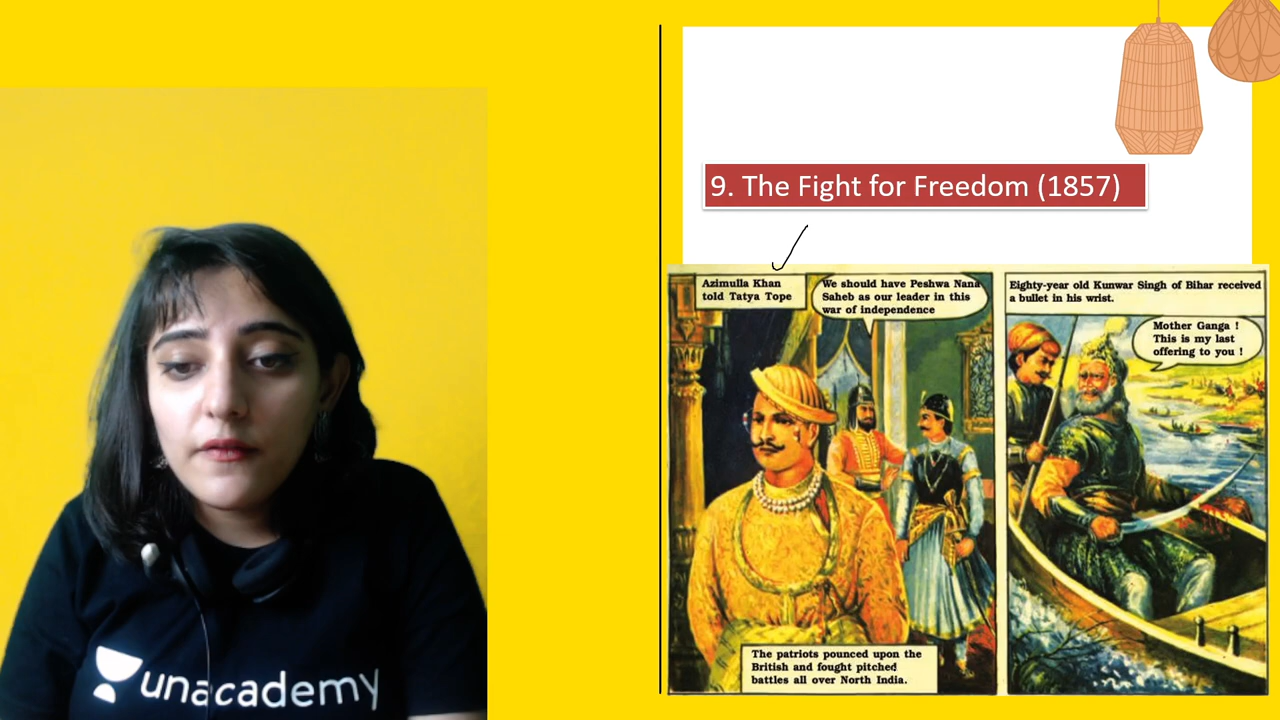 9. The Fight for Freedom (1857)
Azimulla Khan
told Tatya Tope
We should have Peshwa Nana
Saheb as our leader in this
war of independence
The patriots pounced upon the
British and fought pitched
battles all over North India.
Eighty-year old Kunwar Singh of Bihar received
a bullet in his wrist.
Mother Ganga !
This is my last
offering to you !
unacademy